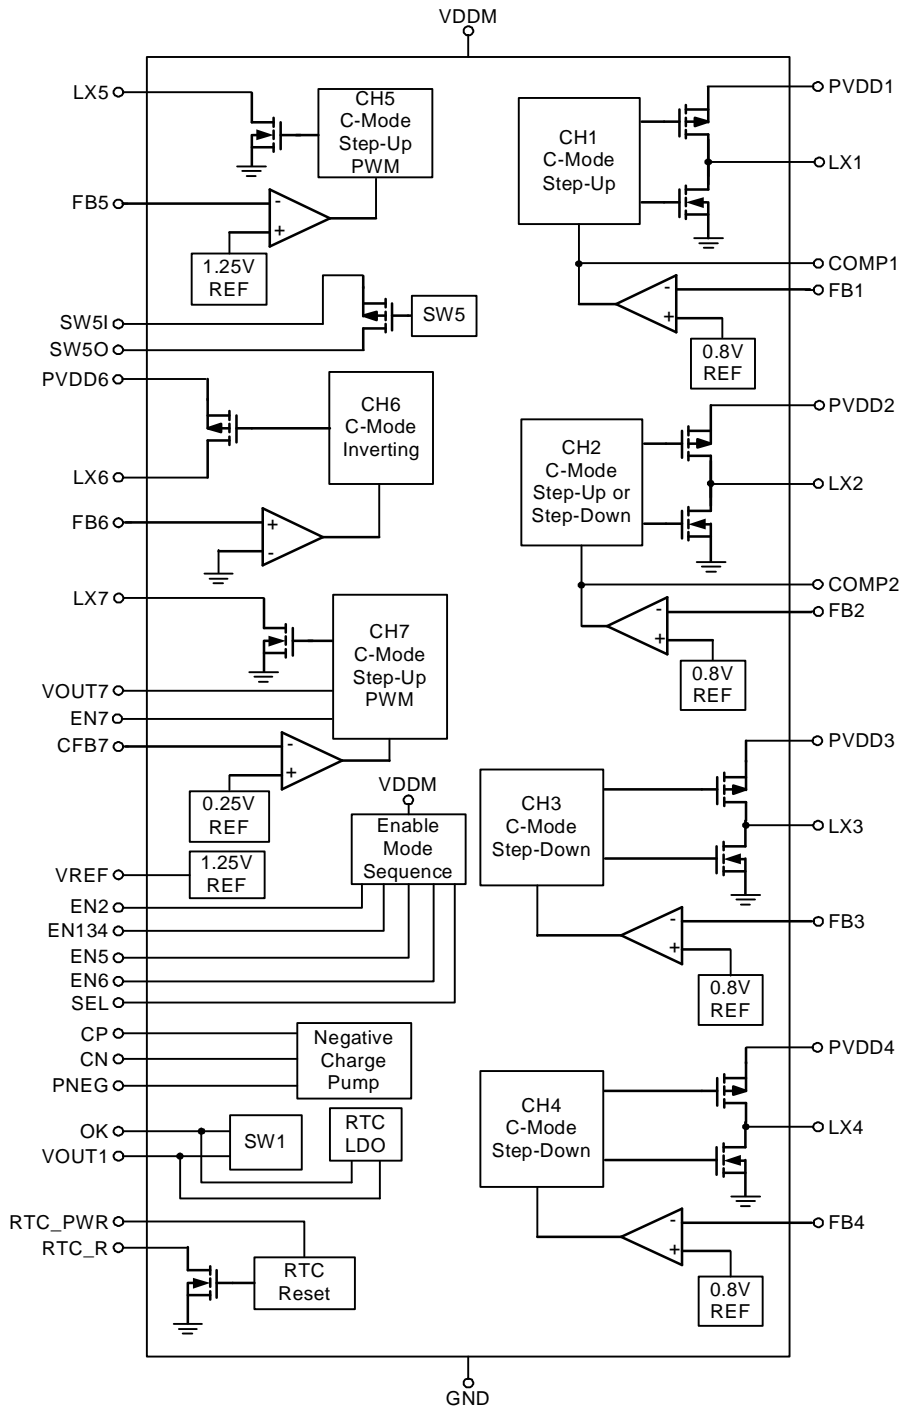 VDDM
LX5
CH5
C-Mode
Step-Up
PWM
FB5
-
+
1.25V
REF
SW5I
SW5
SW5O
PVDD6
CH6
C-Mode
Inverting
LX6
FB6
+
-
LX7
CH7
C-Mode
Step-Up
PWM
VOUT7
EN7
CFB7
-
+
0.25V
REF
VDDM
Enable
Mode
Sequence
VREF
1.25V
REF
EN2
EN134
EN5
EN6
SEL
CP
CN
PNEG
Negative
Charge
Pump
OK
VOUT1
SW1
RTC
LDO
RTC_PWR
RTC_R
RTC
Reset
PVDD1
CH1
C-Mode
Step-Up
LX1
COMP1
FB1
-
+
0.8V
REF
PVDD2
CH2
C-Mode
Step-Up or
Step-Down
LX2
COMP2
FB2
-
+
0.8V
REF
PVDD3
CH3
C-Mode
Step-Down
LX3
FB3
-
+
0.8V
REF
PVDD4
CH4
C-Mode
Step-Down
LX4
FB4
-
+
0.8V
REF
GND